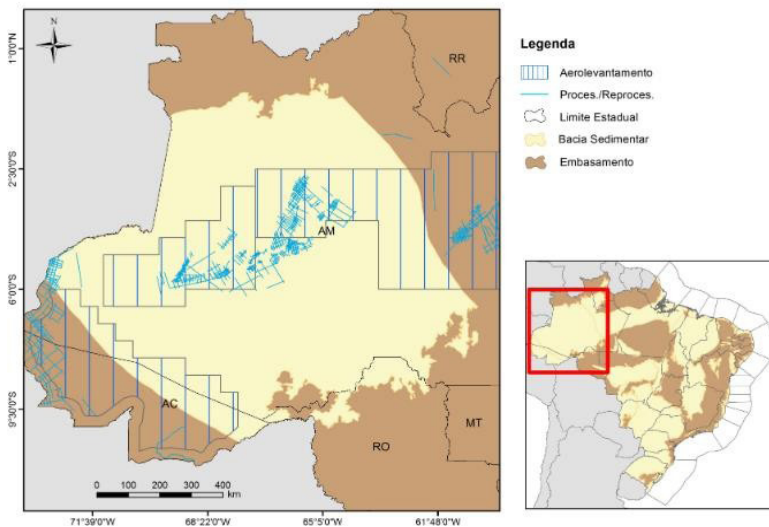 1°0'0"N
2°30'0"S
6°0'0"S
9°30'0"S
RR
AM
AC
RO
MT
0 100 200 300 400
km
71°39'0"W 68°22'0"W 65°5'0"W 61°48'0"W
Legenda
Aerolevantamento
Proces./Reproces.
Limite Estadual
Bacia Sedimentar
Embasamento